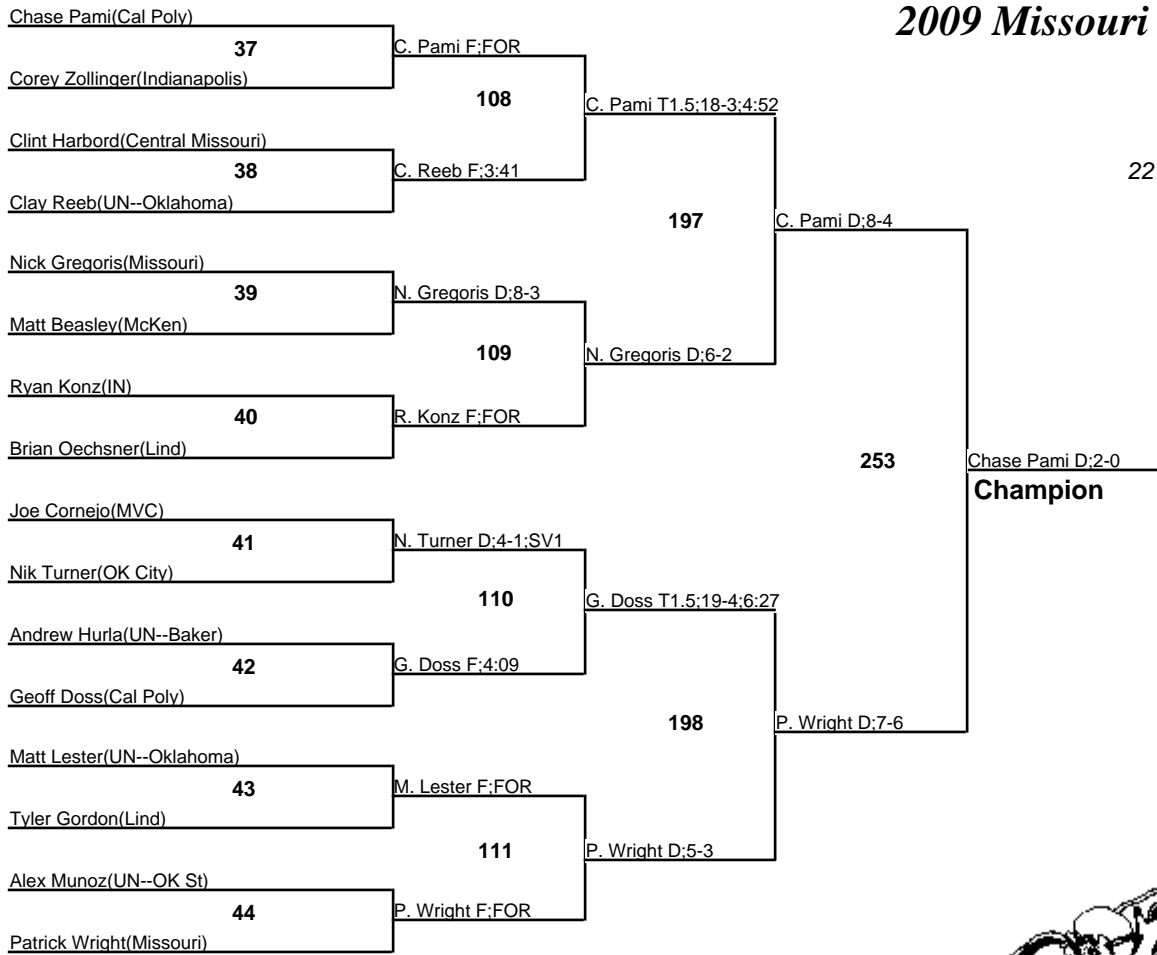 2009 Missouri
22
Chase Pami(Cal Poly)
37
Corey Zollinger(Indianapolis)
C. Pami F;FOR
108
Clint Harbord(Central Missouri)
38
Clay Reeb(UN--Oklahoma)
C. Reeb F;3:41
C. Pami T1.5;18-3;4:52
197
Nick Gregoris(Missouri)
39
Matt Beasley(McKen)
N. Gregoris D;8-3
109
Ryan Konz(IN)
40
Brian Oechsner(Lind)
R. Konz F;FOR
N. Gregoris D;6-2
C. Pami D;8-4
253
Joe Cornejo(MVC)
41
Nik Turner(OK City)
N. Turner D;4-1;SV1
110
Andrew Hurla(UN--Baker)
42
Geoff Doss(Cal Poly)
G. Doss F;4:09
G. Doss T1.5;19-4;6:27
198
Matt Lester(UN--Oklahoma)
43
Tyler Gordon(Lind)
M. Lester F;FOR
111
Alex Munoz(UN--OK St)
44
Patrick Wright(Missouri)
P. Wright F;FOR
P. Wright D;5-3
P. Wright D;7-6
Chase Pami D;2-0
Champion